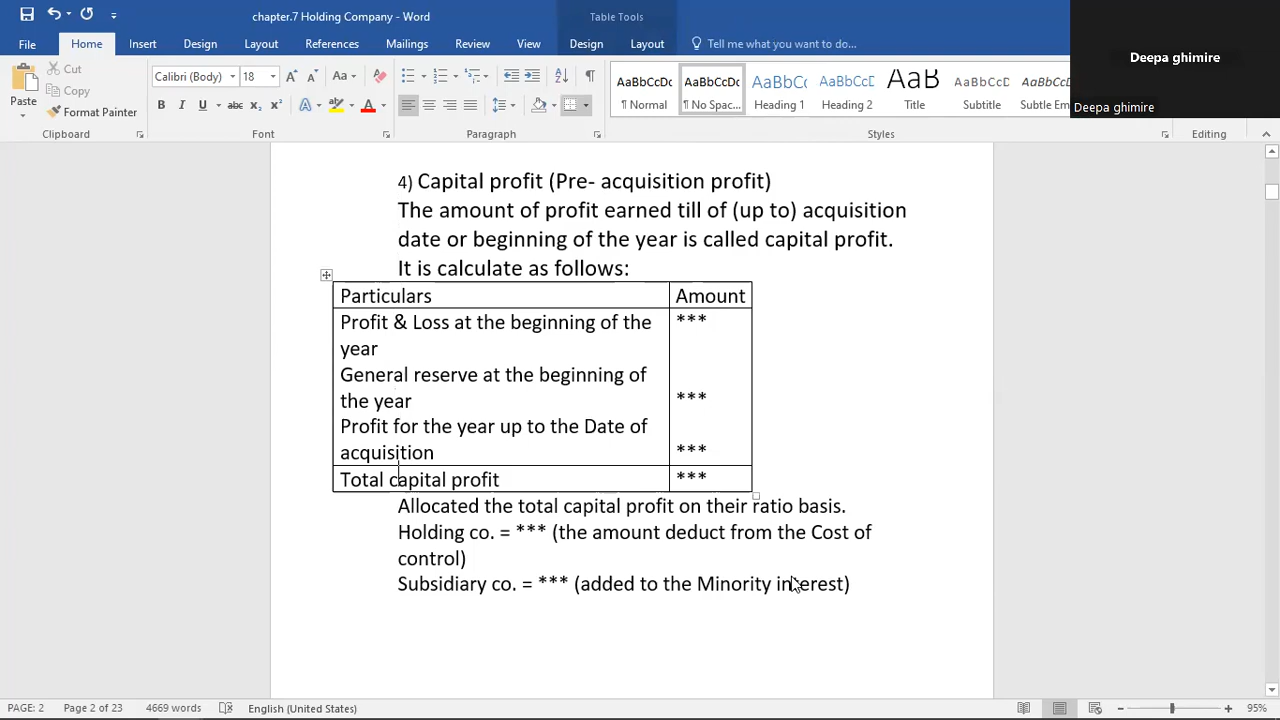 chapter.7 Holding Company - Word
Table Tools
Deepa ghimire
File Home Insert Design Layout References Mailings Review View Design Layout Tell me what you want to do...
Cut
Copy
Format Painter
Paste
Clipboard
Calibri (Body) 18
Font
Paragraph
AaBbCcDc AaBbCcDc AaBbCc AaBbCcC AaB AaBbCcD AaBbCcDc
¶ Normal ¶ No Spac... Heading 1 Heading 2 Title Subtitle Subtle Em
Styles
Deepa ghimire
Editing
4) Capital profit (Pre- acquisition profit)
The amount of profit earned till of (up to) acquisition
date or beginning of the year is called capital profit.
It is calculate as follows:
Particulars Amount
Profit & Loss at the beginning of the ***
year
General reserve at the beginning of
the year ***
Profit for the year up to the Date of
acquisition ***
Total capital profit ***
Allocated the total capital profit on their ratio basis.
Holding co. = *** (the amount deduct from the Cost of
control)
Subsidiary co. = *** (added to the Minority interest)
PAGE: 2 Page 2 of 23 4669 words English (United States) 95%